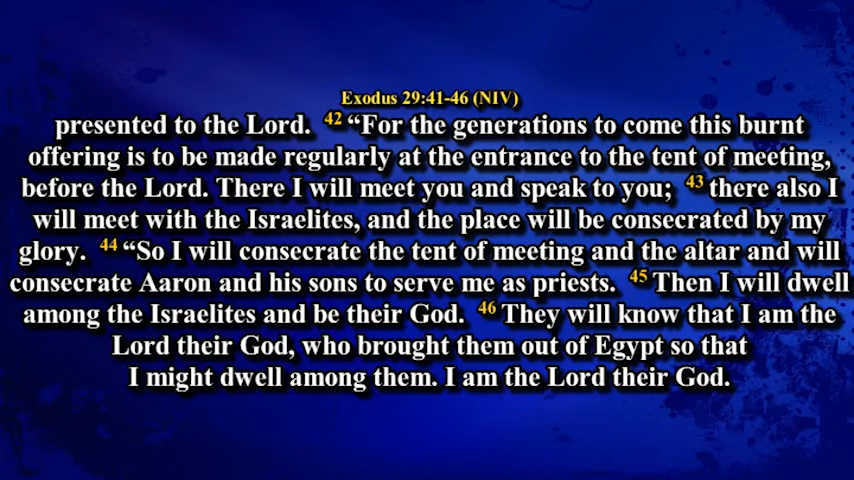 Exodus 29:41-46 (NIV)
presented to the Lord. 42 “For the generations to come this burnt
offering is to be made regularly at the entrance to the tent of meeting,
before the Lord. There I will meet you and speak to you; 43 there also I
will meet with the Israelites, and the place will be consecrated by my
glory. 44 “So I will consecrate the tent of meeting and the altar and will
consecrate Aaron and his sons to serve me as priests. 45 Then I will dwell
among the Israelites and be their God. 46 They will know that I am the
Lord their God, who brought them out of Egypt so that
I might dwell among them. I am the Lord their God.